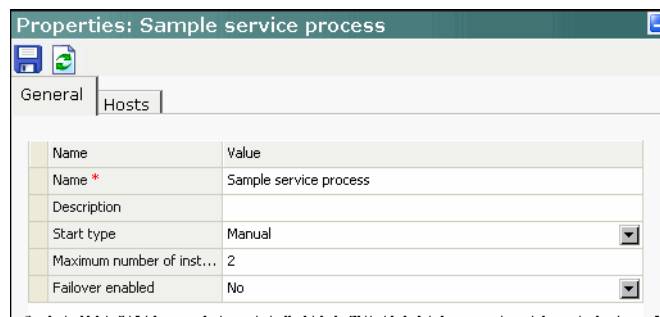 Properties: Sample service process
General Hosts
Name Value
Name * Sample service process
Description
Start type Manual
Maximum number of inst... 2
Failover enabled No